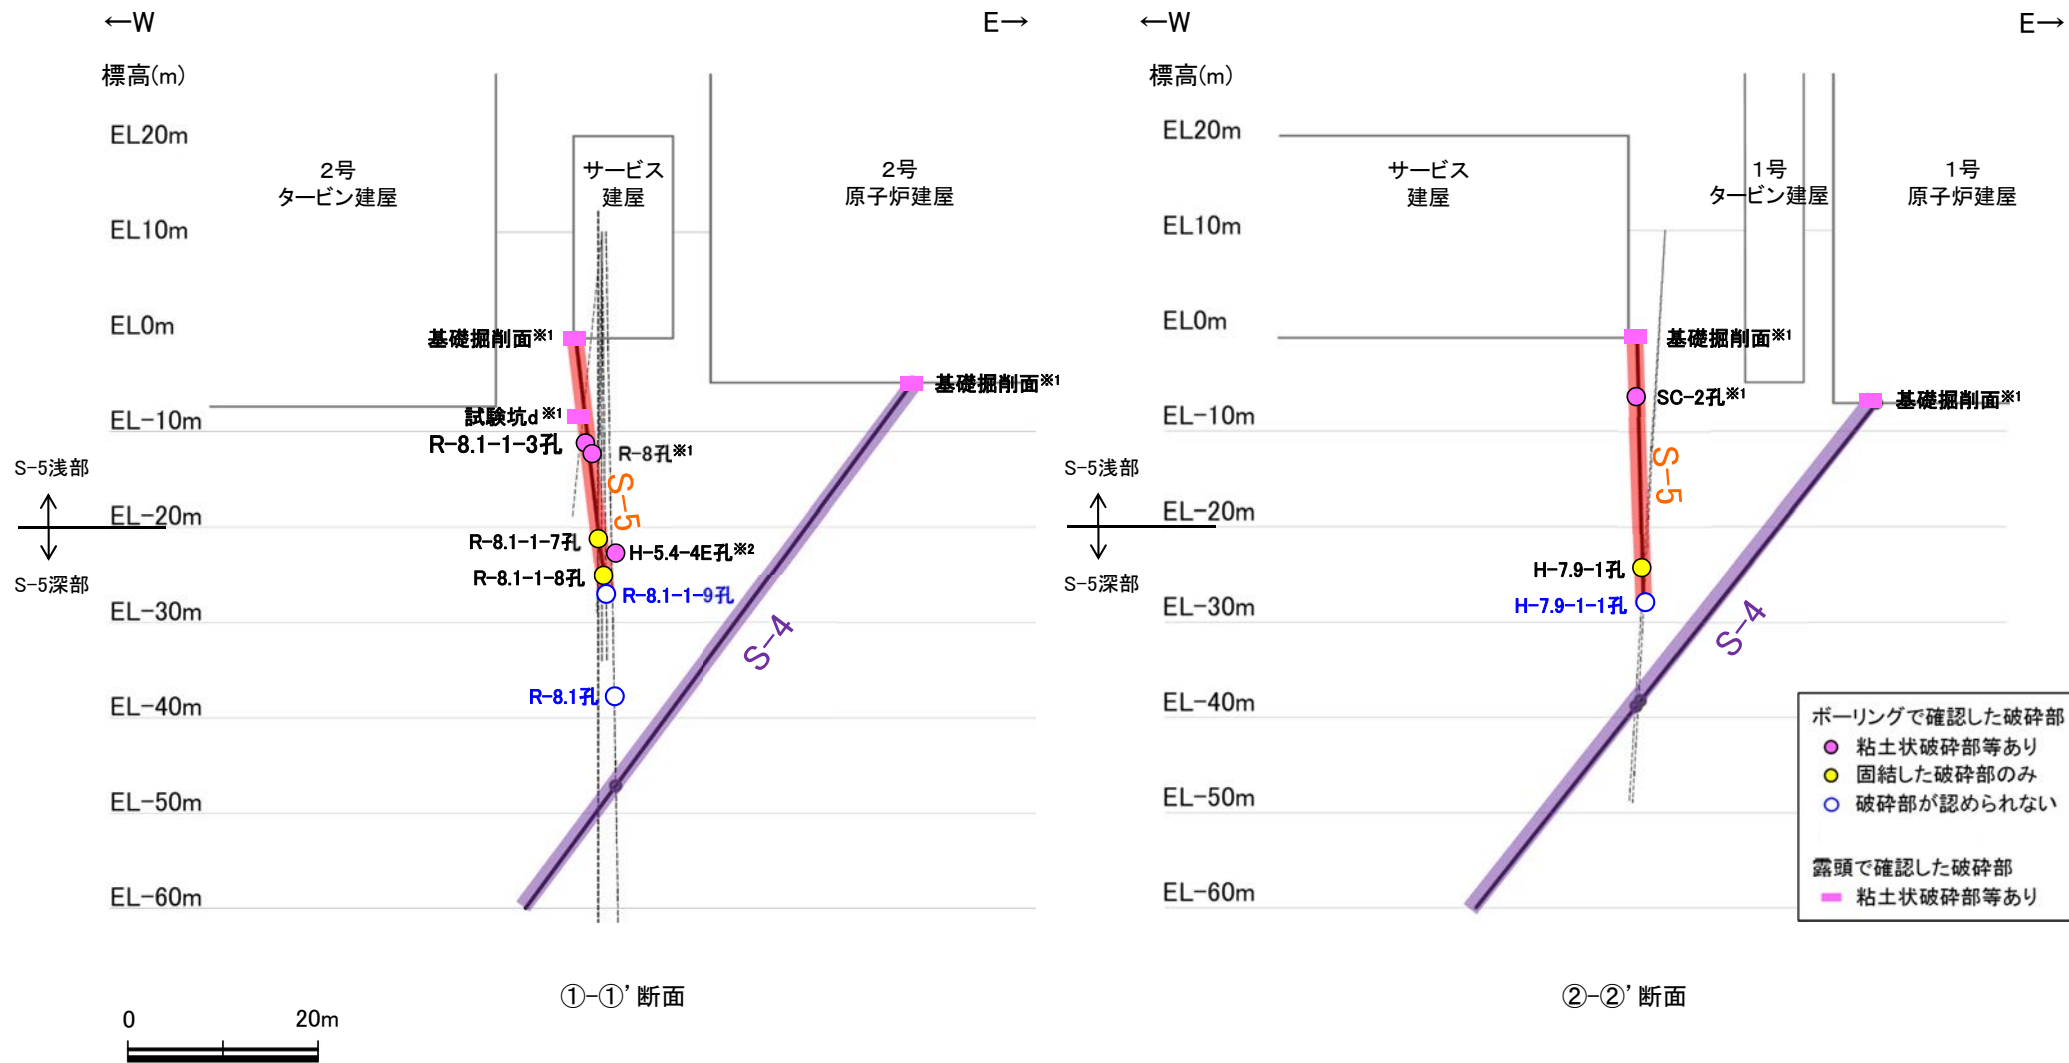 ←W
E→
標高(m)
EL20m
EL10m
EL0m
EL-10m
EL-20m
EL-30m
EL-40m
EL-50m
EL-60m
2号
タービン建屋
サービス
建屋
2号
原子炉建屋
基礎掘削面※1
基礎掘削面※1
試験坑d※1
R-8.1-1-3孔
R-8孔※1
S-5浅部
S-5深部
S-5
R-8.1-1-7孔
H-5.4-4E孔※2
R-8.1-1-8孔
R-8.1-1-9孔
S-4
R-8.1孔
①-①’断面
0
20m
←W
E→
標高(m)
EL20m
EL10m
EL0m
EL-10m
EL-20m
EL-30m
EL-40m
EL-50m
EL-60m
サービス
建屋
1号
タービン建屋
1号
原子炉建屋
基礎掘削面※1
SC-2孔※1
基礎掘削面※1
S-5浅部
S-5深部
S-5
H-7.9-1孔
H-7.9-1-1孔
S-4
ボーリングで確認した破砕部
粘土状破砕部等あり
固結した破砕部のみ
破砕部が認められない
露頭で確認した破砕部
粘土状破砕部等あり
②-②’断面